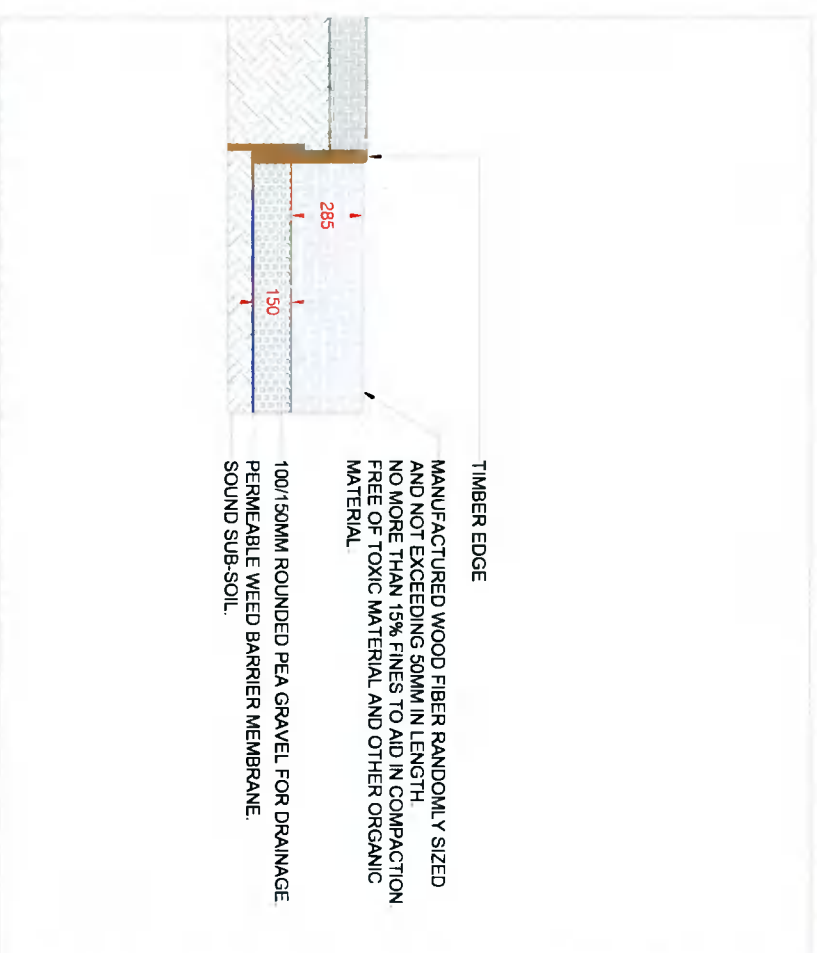 TIMBER EDGE
MANUFACTURED WOOD FIBER RANDOMLY SIZED
AND NOT EXCEEDING 50MM IN LENGTH.
NO MORE THAN 15% FINES TO AID IN COMPACTION.
FREE OF TOXIC MATERIAL AND OTHER ORGANIC
MATERIAL.
100/150MM ROUNDED PEA GRAVEL FOR DRAINAGE.
PERMEABLE WEED BARRIER MEMBRANE.
SOUND SUB-SOIL.
285
150